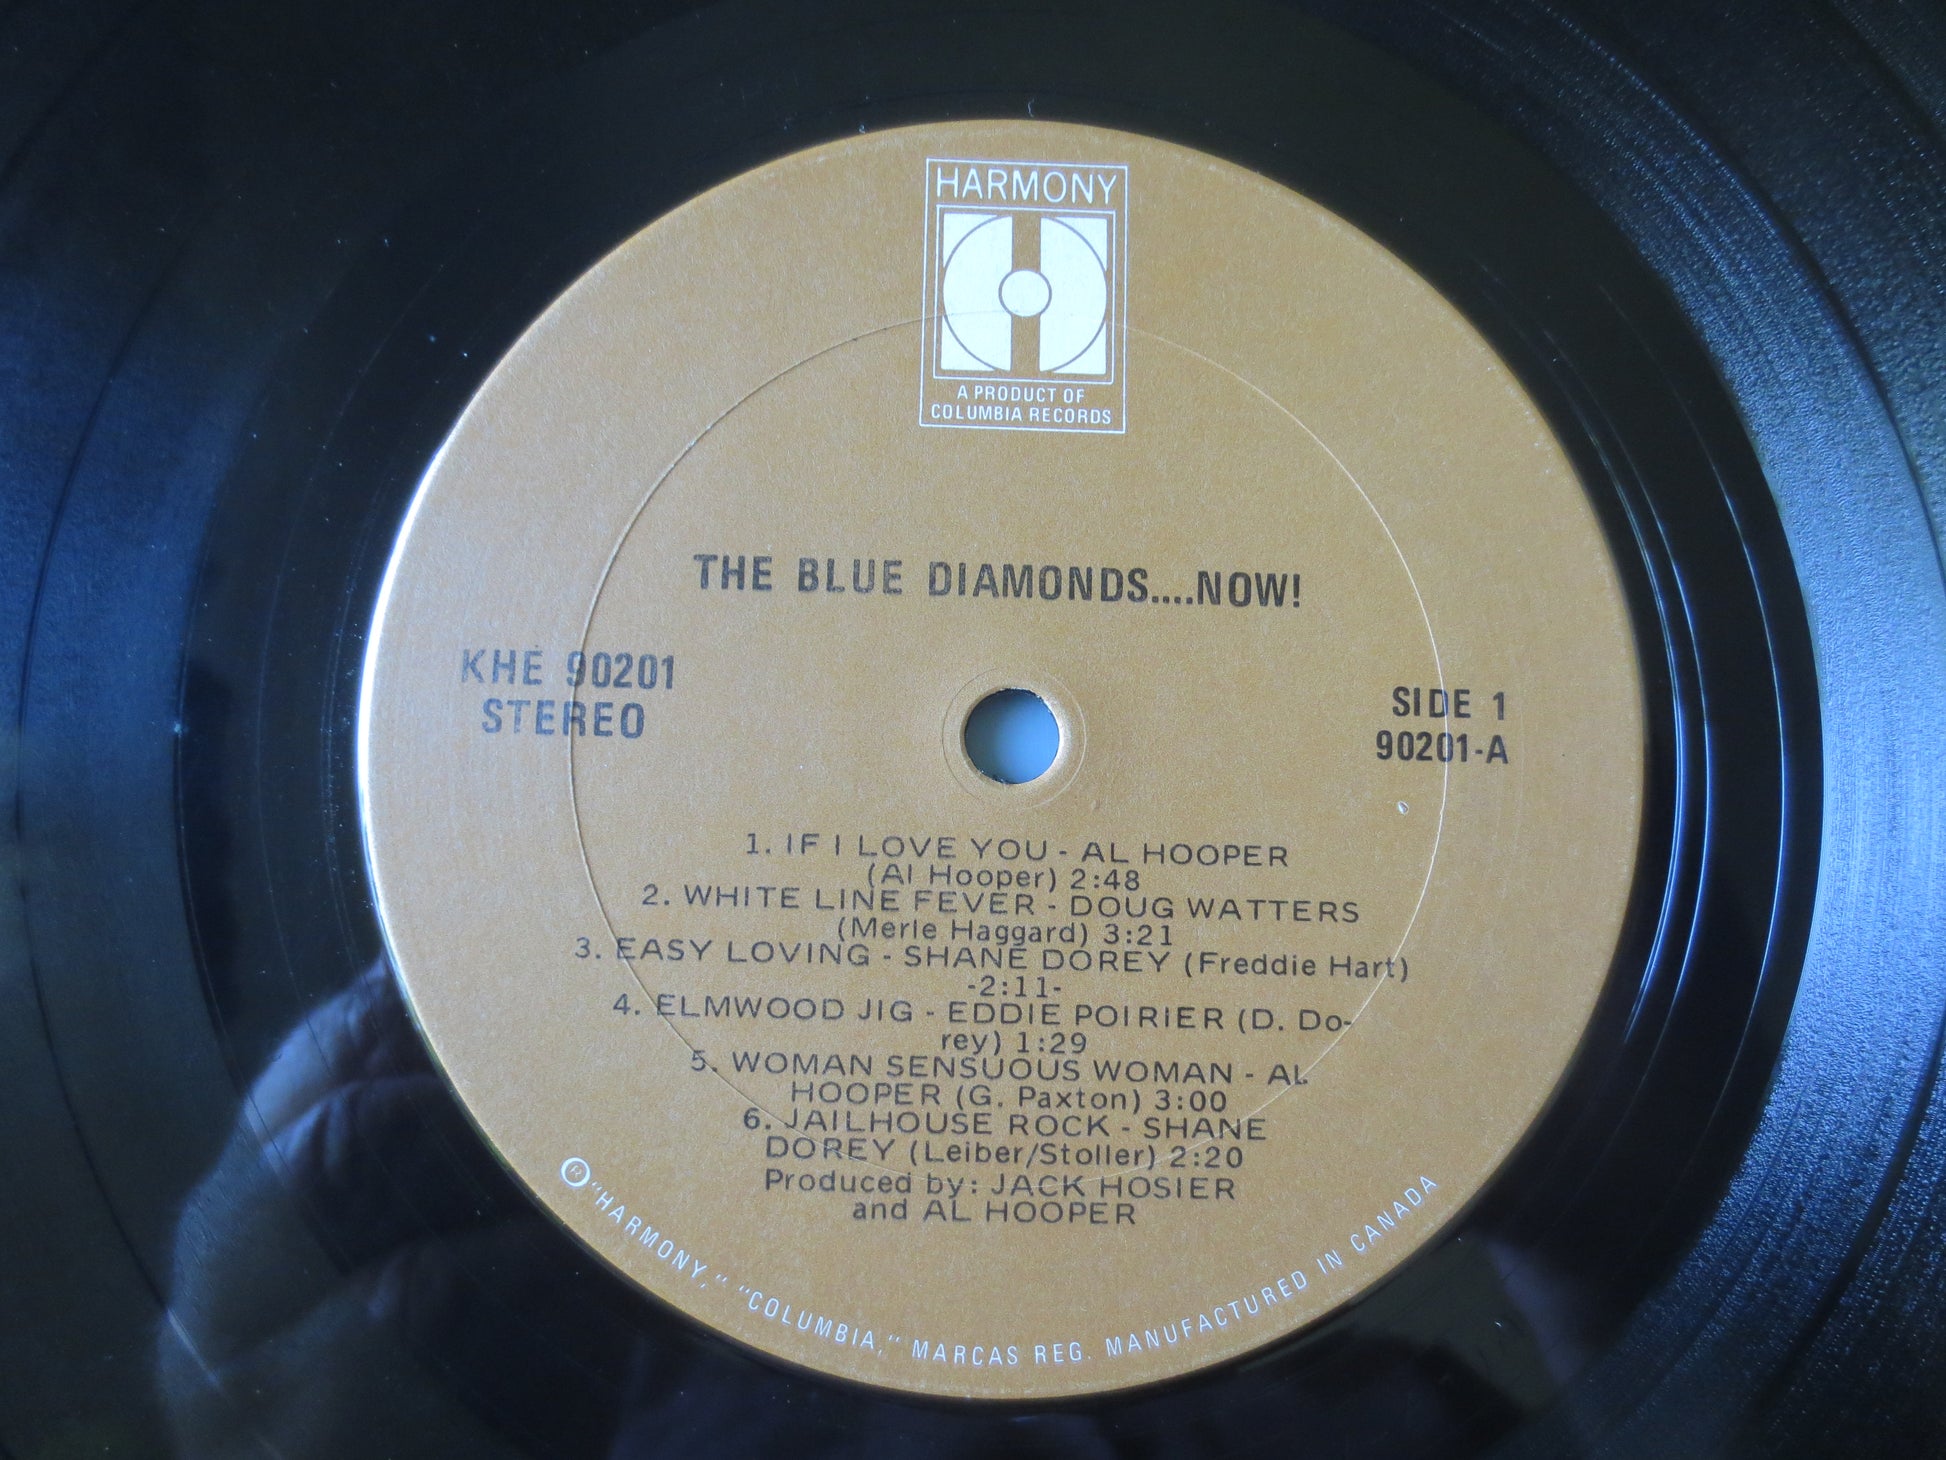 HARMONY
A PRODUCT OF
COLUMBIA RECORDS
THE BLUE DIAMONDS....NOW!
KHE 90201
STEREO
SIDE 1
90201-A
1. IF I LOVE YOU - AL HOOPER
(Al Hooper) 2:48
2. WHITE LINE FEVER - DOUG WATTERS
(Merle Haggard) 3:21
3. EASY LOVING - SHANE DOREY (Freddie Hart)
-2:11-
4. ELMWOOD JIG - EDDIE POIRIER (D. Do-
rey) 1:29
5. WOMAN SENSUOUS WOMAN - AL
HOOPER (G. Paxton) 3:00
6. JAILHOUSE ROCK - SHANE
DOREY (Leiber/Stoller) 2:20
Produced by: JACK HOSIER
and AL HOOPER
® "HARMONY," "COLUMBIA," MARCAS REG. MANUFACTURED IN CANADA